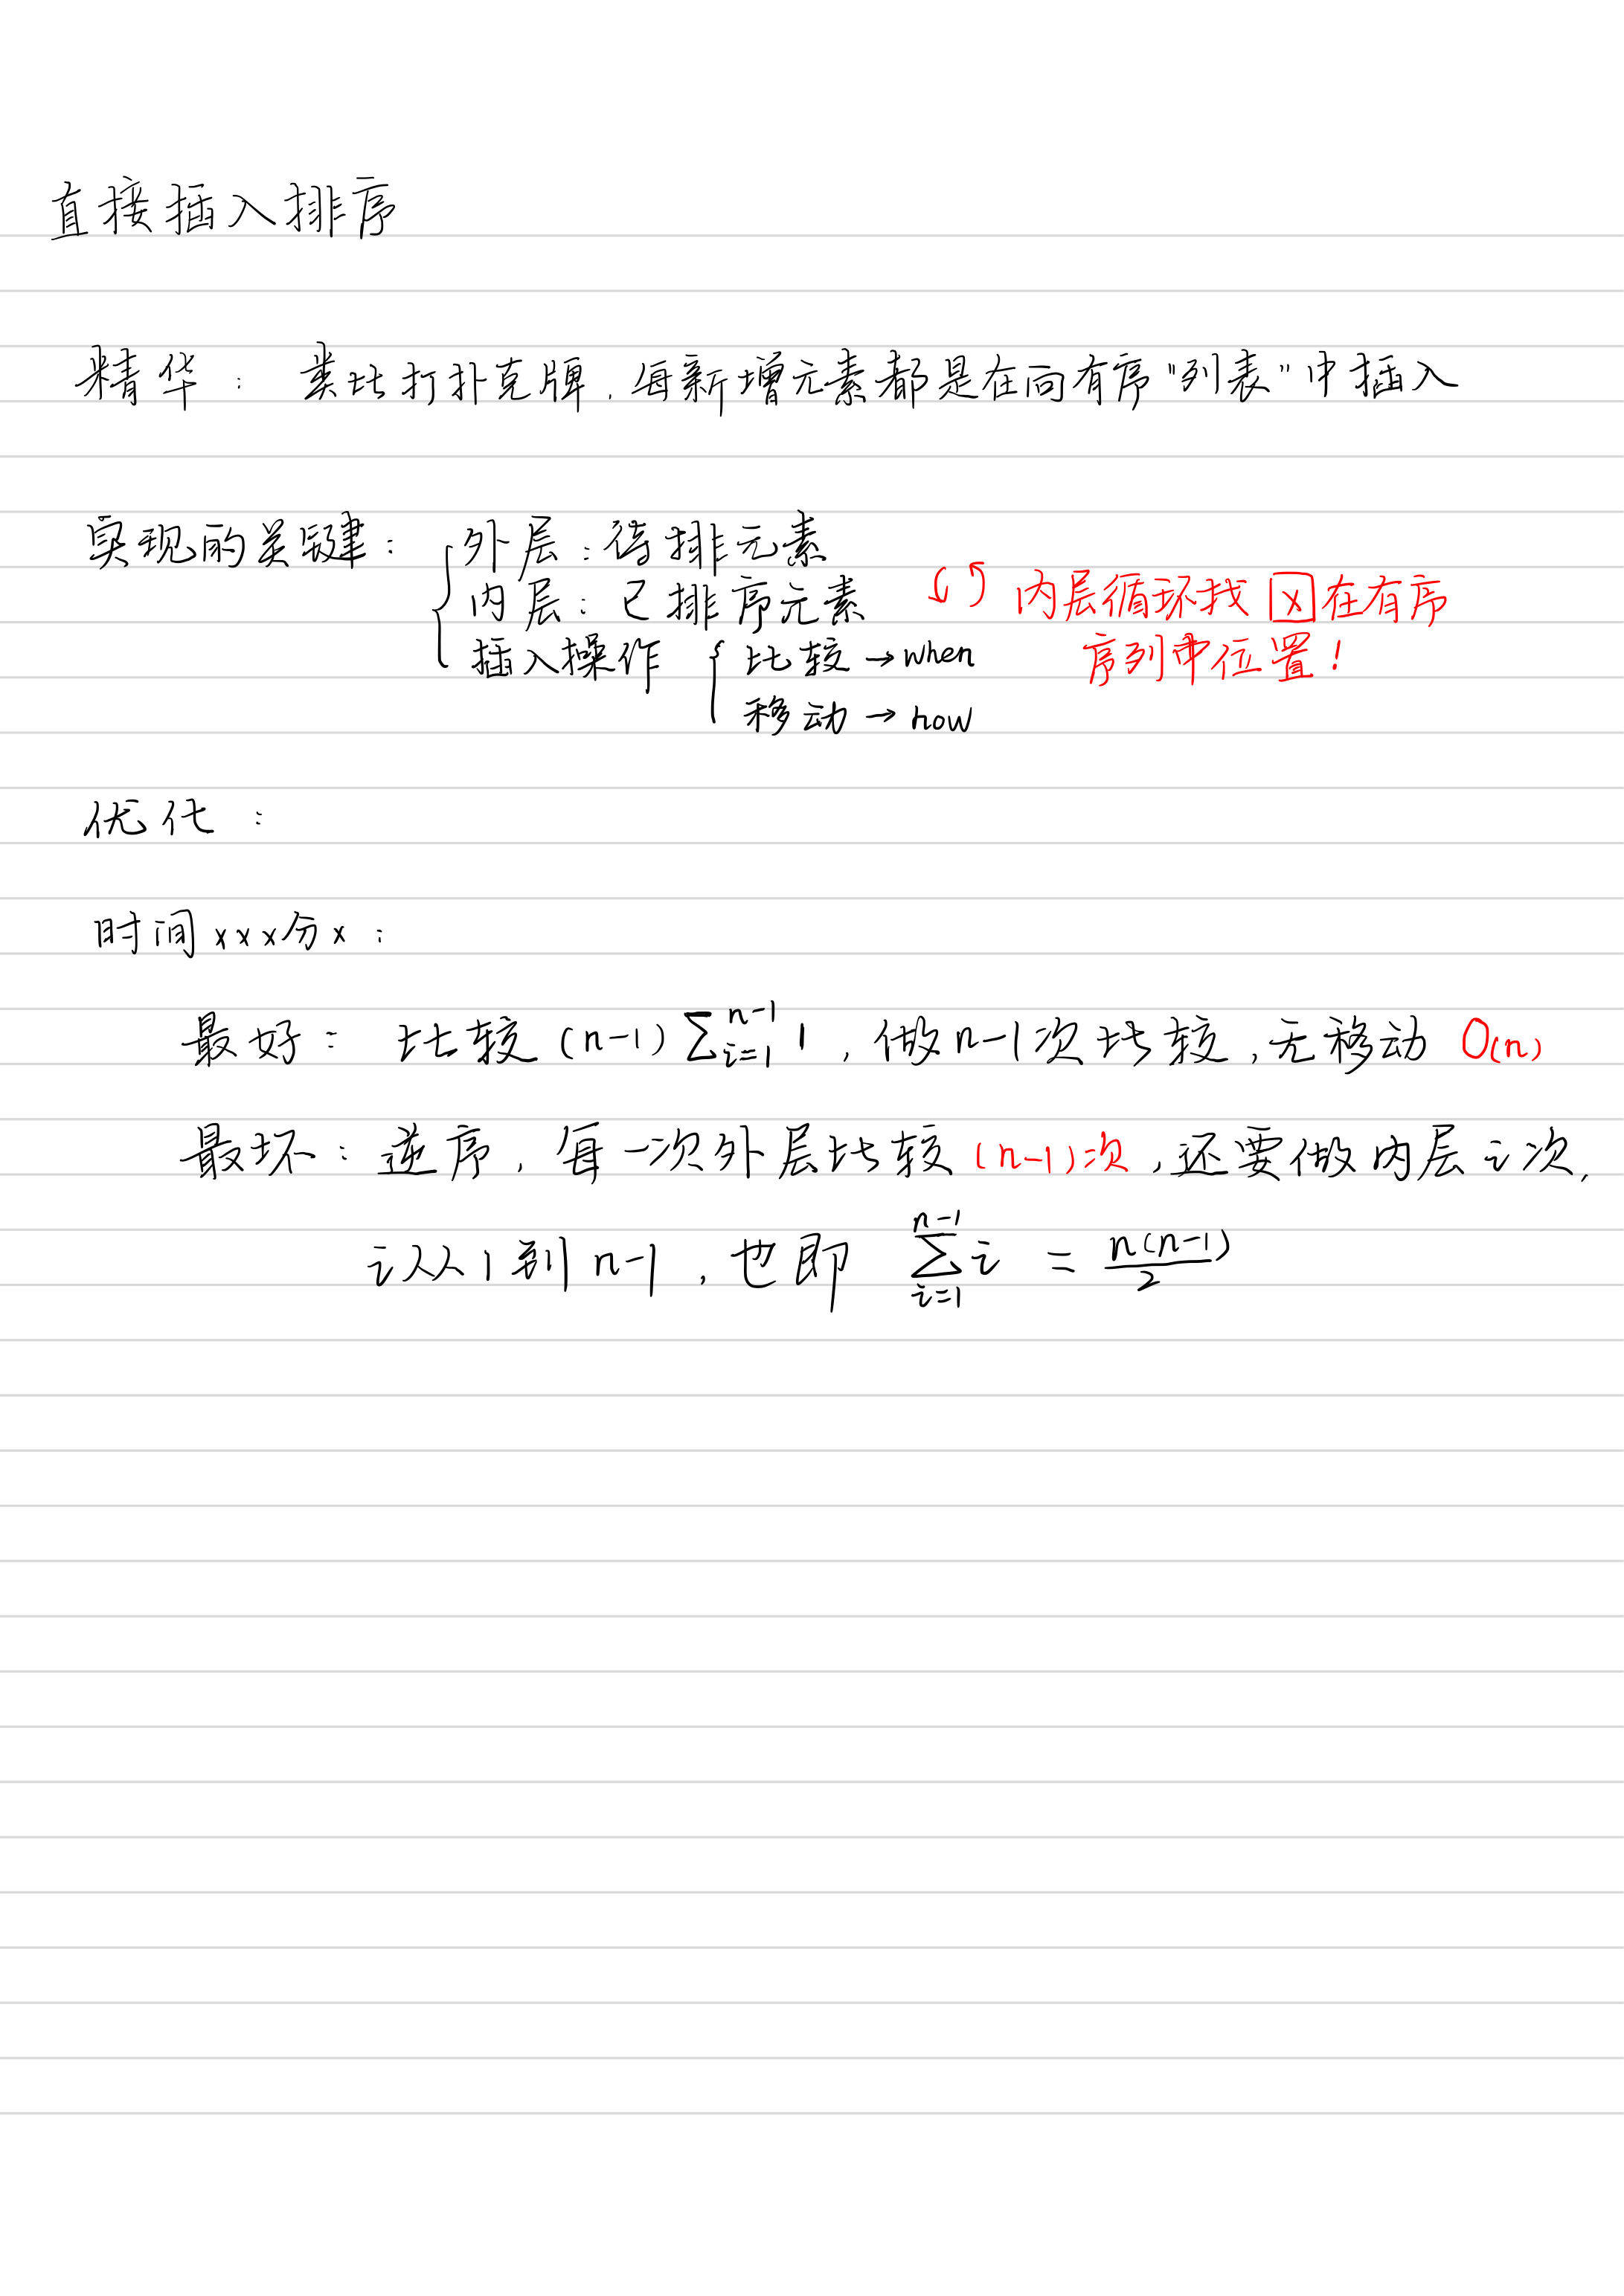 直接插入排序
精华： 类比打扑克牌，每新增元素都是在向有序“列表”中插入
实现的关键： 外层：待排元素
内层：已排序元素 内层循环找 x 在有序
插入操作 比较→when 序列中位置！
移动→how
优化：
时间xxx分x：
最好： 比较 (n-1) ∑_{i=1}^{n-1} 1，做n-1次比较，无移动 O(n)
最坏：逆序，每一次外层比较(n-1)次，还要做内层i次，
i从1到n-1，也即 ∑_{i=1}^{n-1} i = n(n-1)/2